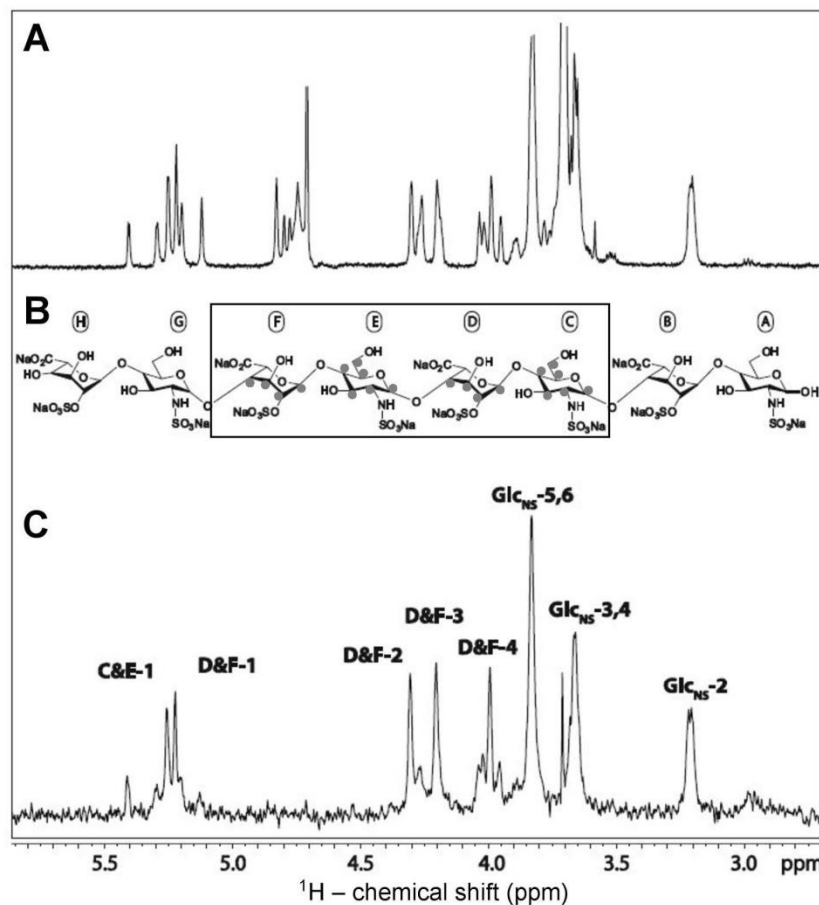 A
B
H G F E D C B A
NaO₂C OH OH NaO₂C OH OH NaO₂C OH OH NaO₂C OH OH
HO O O O O O O O O
NaO₃SO HO NH O NaO₃SO HO NH O NaO₃SO HO NH O NaO₃SO HO NH OH
SO₃Na SO₃Na SO₃Na SO₃Na
C
GlcNS-5,6
D&F-3 GlcNS-3,4
D&F-2 D&F-4
C&E-1 D&F-1 GlcNS-2
5.5 5.0 4.5 4.0 3.5 3.0 ppm
¹H – chemical shift (ppm)